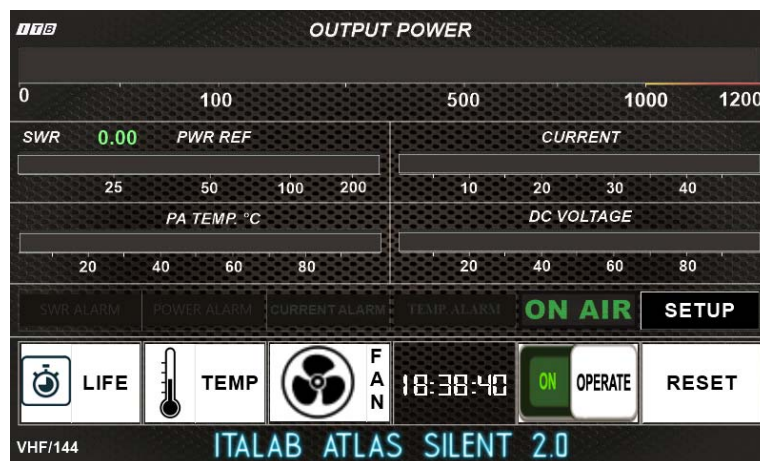 ITB OUTPUT POWER
0 100 500 1000 1200
SWR 0.00 PWR REF CURRENT
25 50 100 200 10 20 30 40
PA TEMP. °C DC VOLTAGE
20 40 60 80 20 40 60 80
SWR ALARM POWER ALARM CURRENT ALARM TEMP. ALARM ON AIR SETUP
LIFE TEMP FAN 18:38:40 ON OPERATE RESET
VHF/144 ITALAB ATLAS SILENT 2.0